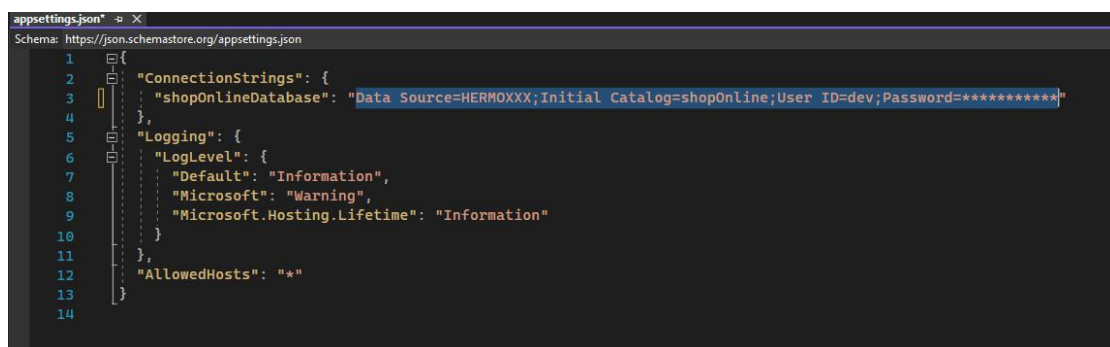 appsettings.json*
Schema: https://json.schemastore.org/appsettings.json
1 {
2 "ConnectionStrings": {
3 "shopOnlineDatabase": "Data Source=HERMOXXX;Initial Catalog=shopOnline;User ID=dev;Password=***********"
4 },
5 "Logging": {
6 "LogLevel": {
7 "Default": "Information",
8 "Microsoft": "Warning",
9 "Microsoft.Hosting.Lifetime": "Information"
10 }
11 },
12 "AllowedHosts": "*"
13 }
14